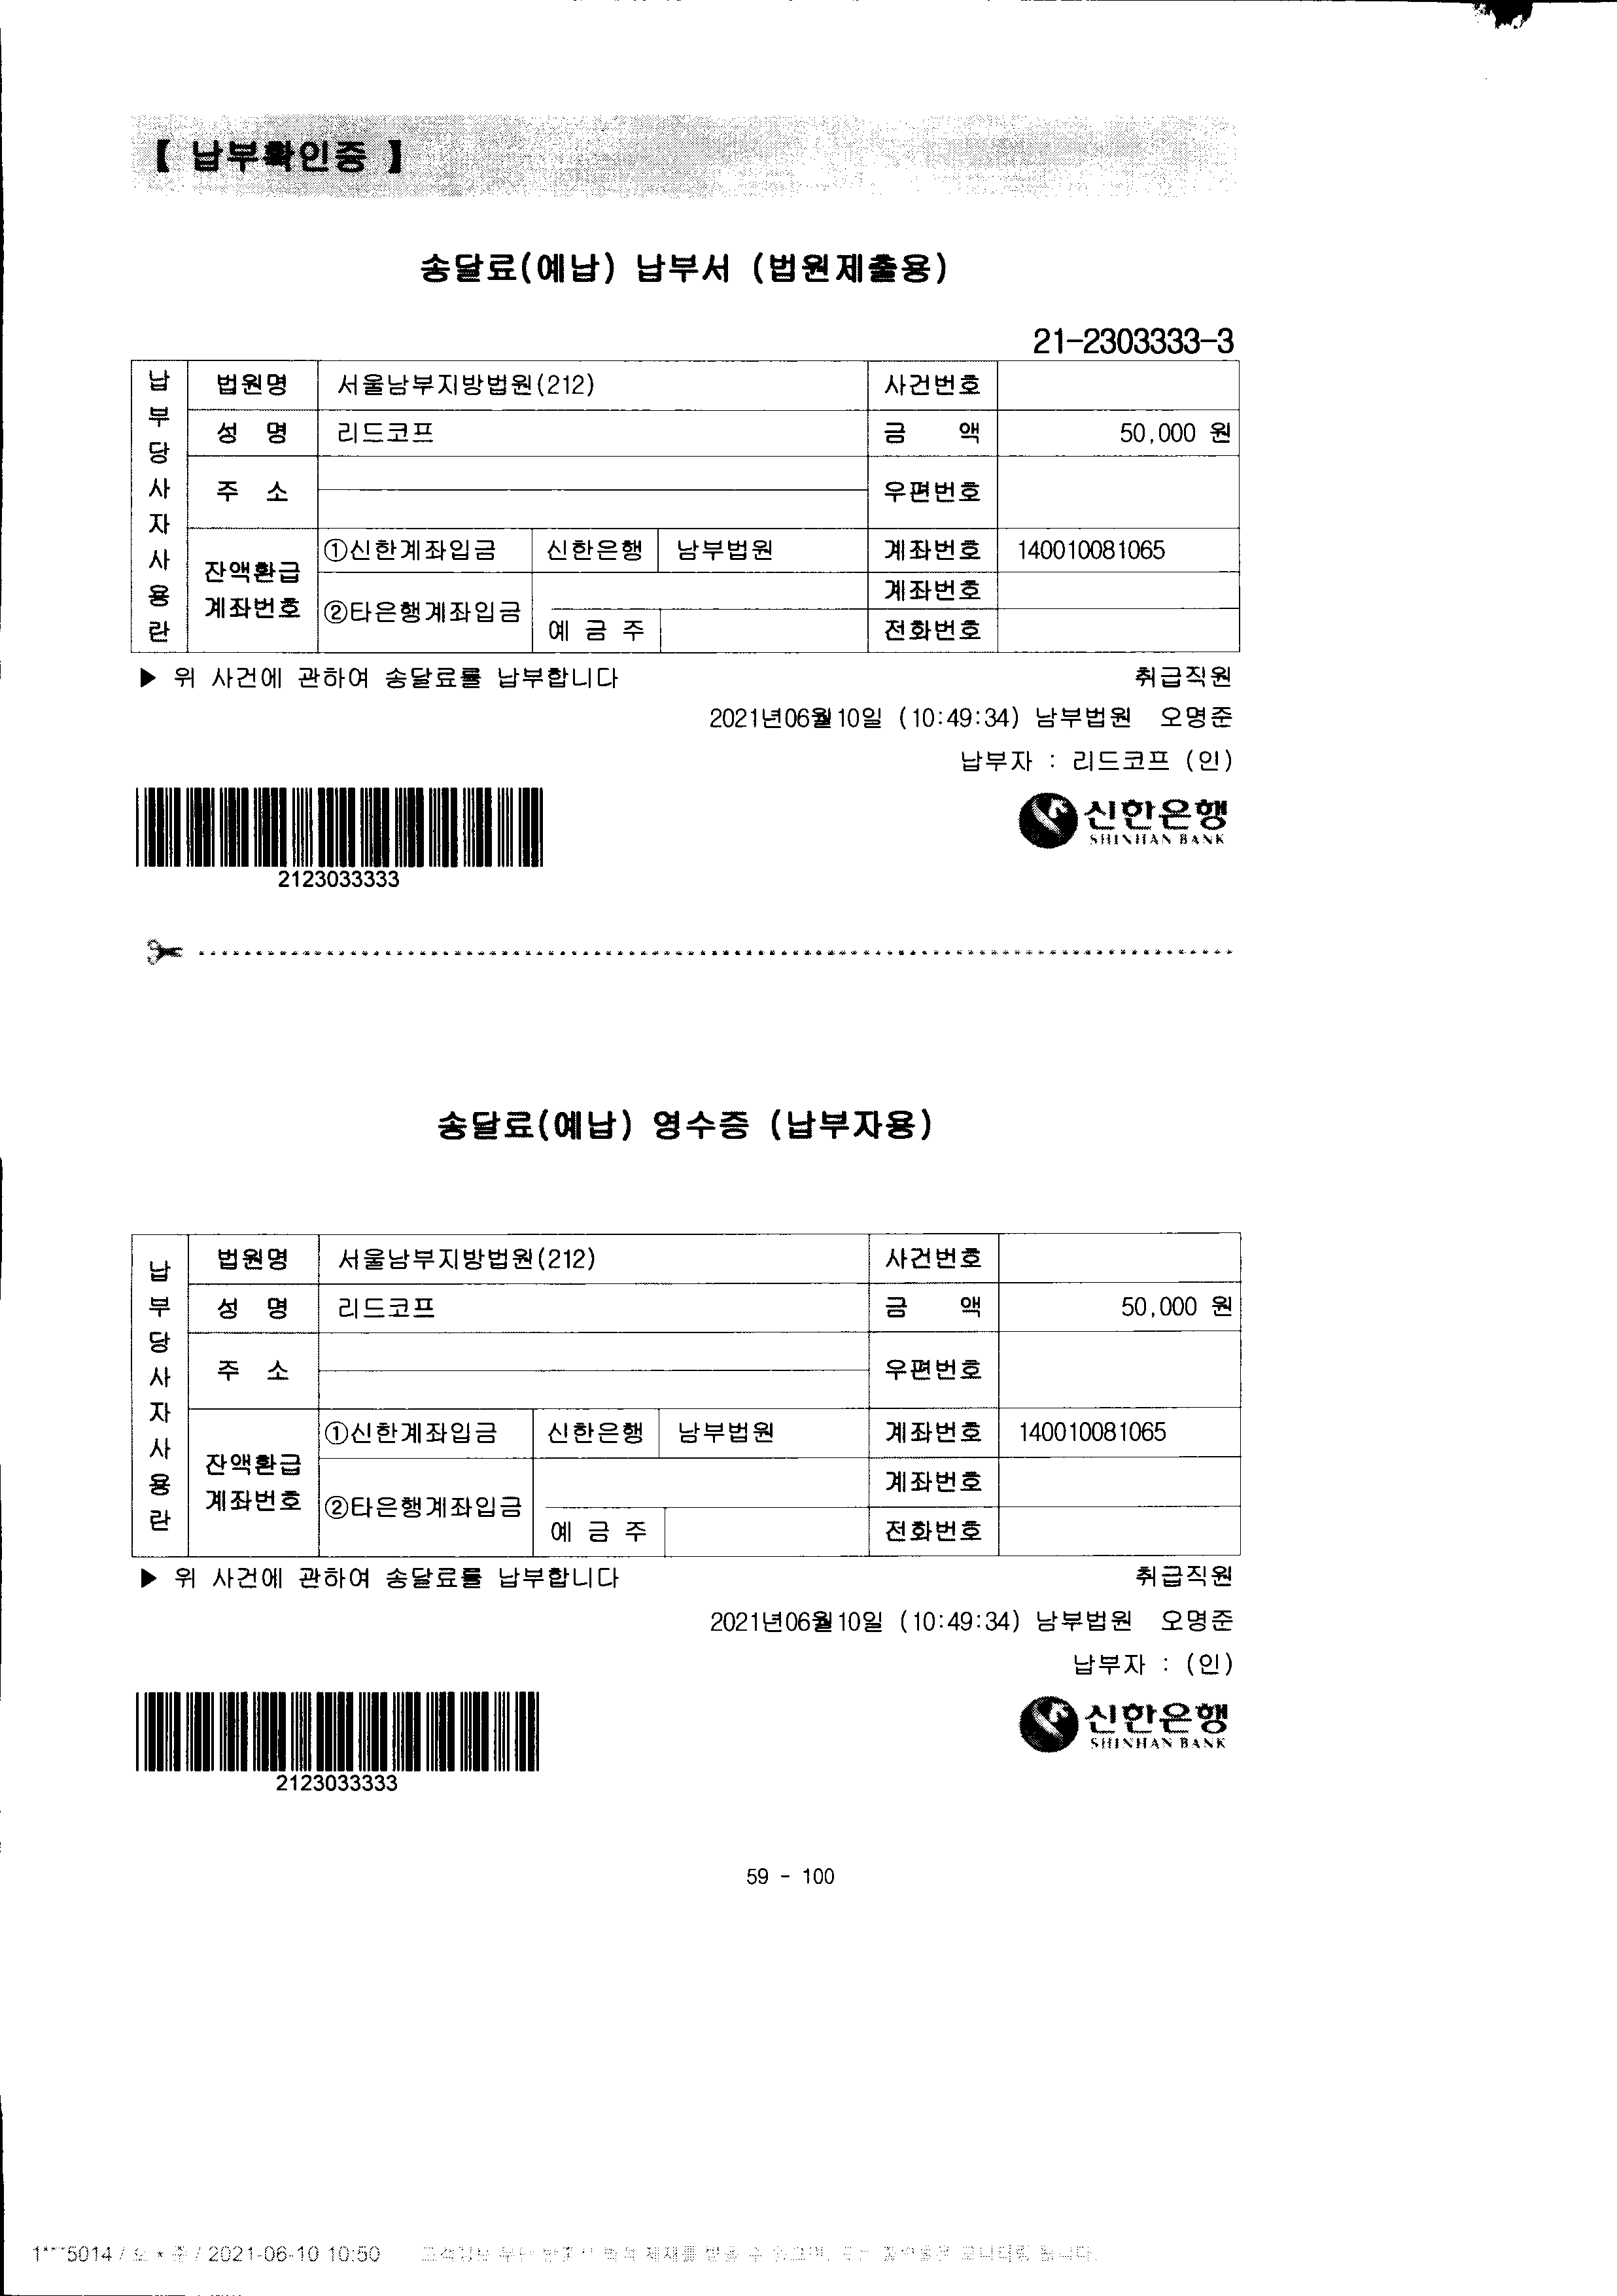 【 납부확인증 】
송달료(예납) 납부서 (법원제출용)
21-2303333-3
납부당사자사용란
법원명 서울남부지방법원(212) 사건번호
성 명 리드코프 금 액 50,000 원
주 소 우편번호
잔액환급 계좌번호
①신한계좌입금 신한은행 남부법원 계좌번호 140010081065
②타은행계좌입금 계좌번호
예 금 주 전화번호
▶ 위 사건에 관하여 송달료를 납부합니다 취급직원
2021년06월10일 (10:49:34) 남부법원 오명준
납부자 : 리드코프 (인)
신한은행
SHINHAN BANK
2123033333
송달료(예납) 영수증 (납부자용)
납부당사자사용란
법원명 서울남부지방법원(212) 사건번호
성 명 리드코프 금 액 50,000 원
주 소 우편번호
잔액환급 계좌번호
①신한계좌입금 신한은행 남부법원 계좌번호 140010081065
②타은행계좌입금 계좌번호
예 금 주 전화번호
▶ 위 사건에 관하여 송달료를 납부합니다 취급직원
2021년06월10일 (10:49:34) 남부법원 오명준
납부자 : (인)
신한은행
SHINHAN BANK
2123033333
59 - 100
1***5014 / 오 * 준 / 2021-06-10 10:50 제재를 받을 수